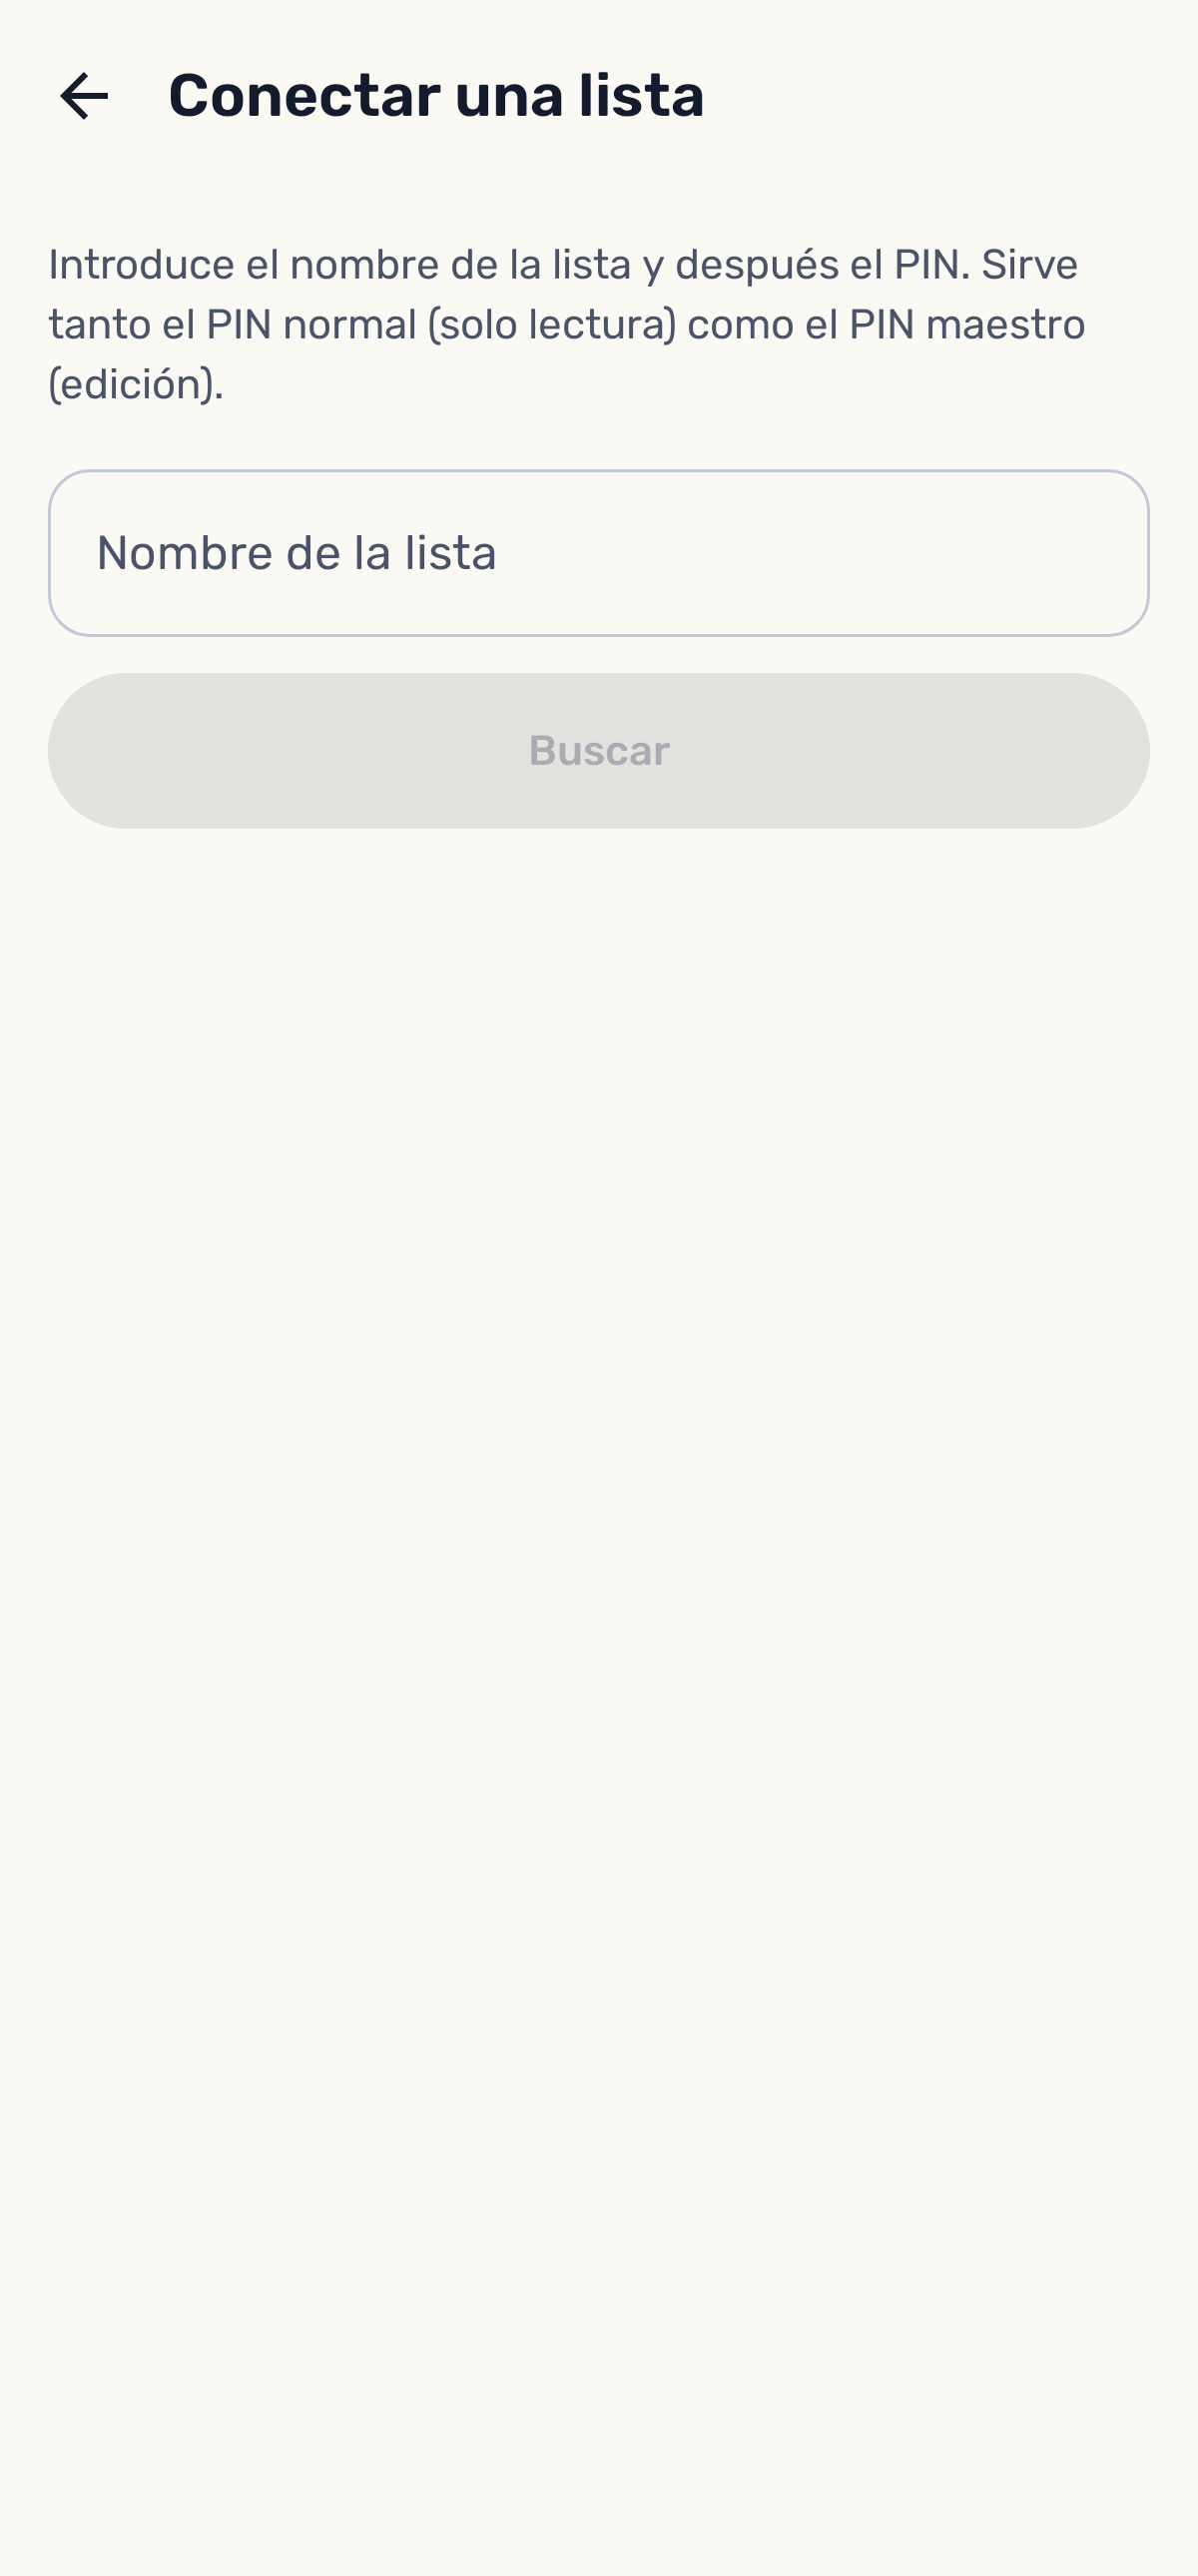 Conectar una lista
Introduce el nombre de la lista y después el PIN. Sirve
tanto el PIN normal (solo lectura) como el PIN maestro
(edición).
Nombre de la lista
Buscar